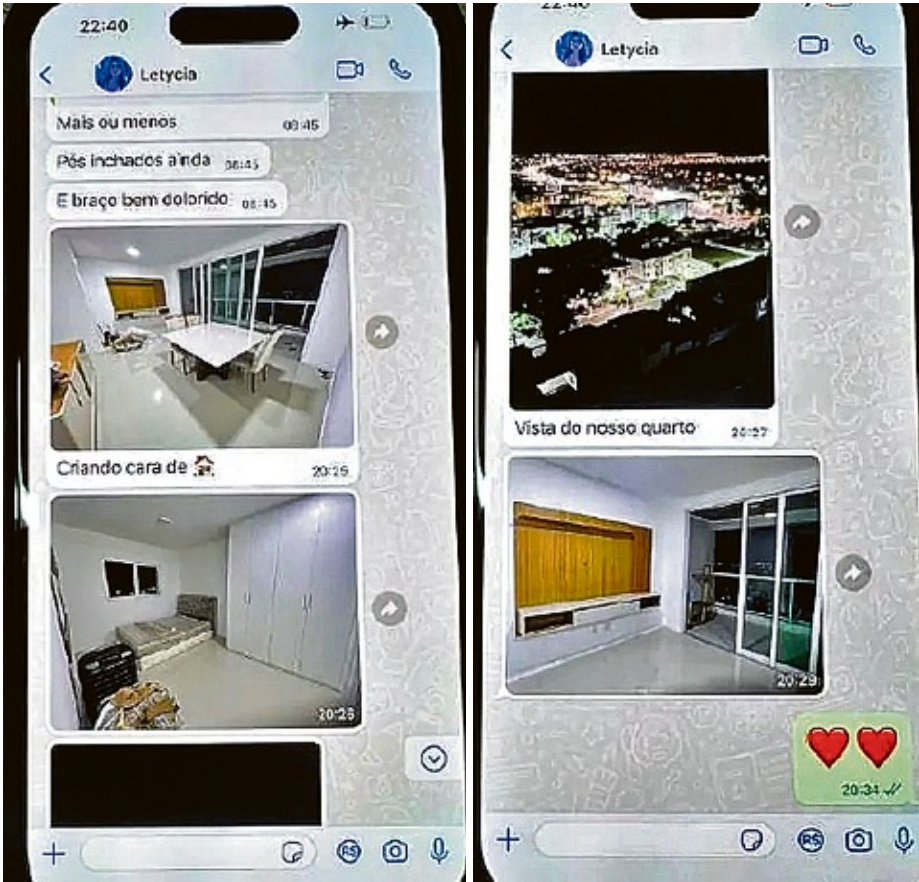 22:40
Letycia
Mais ou menos 08:45
Pés inchados ainda 08:45
E braço bem dolorido 08:45
Criando cara de 20:26
20:26
R$
22:40
Letycia
Vista do nosso quarto 20:27
20:29
20:34
R$